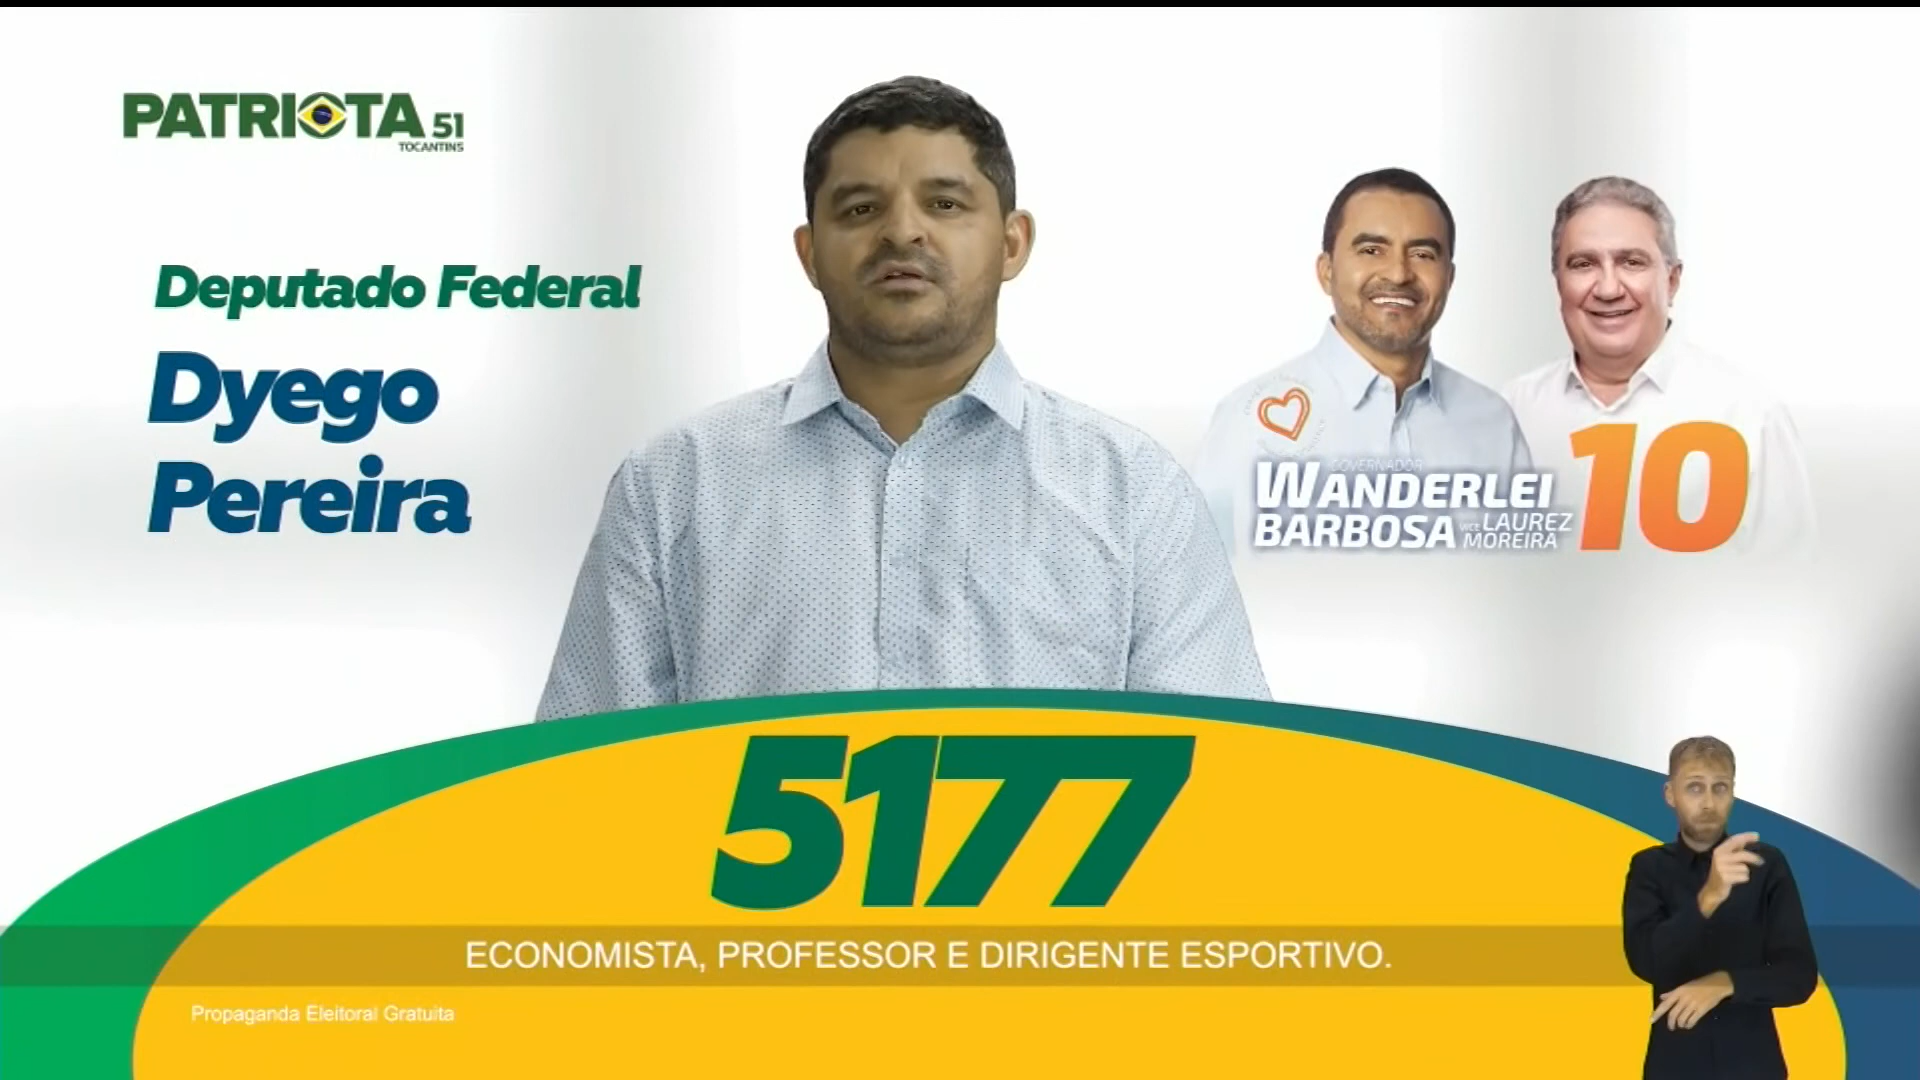 PATRIOTA 51
TOCANTINS
Deputado Federal
Dyego
Pereira
GOVERNADOR
WANDERLEI
BARBOSA VICE LAUREZ
MOREIRA
10
5177
ECONOMISTA, PROFESSOR E DIRIGENTE ESPORTIVO.
Propaganda Eleitoral Gratuita